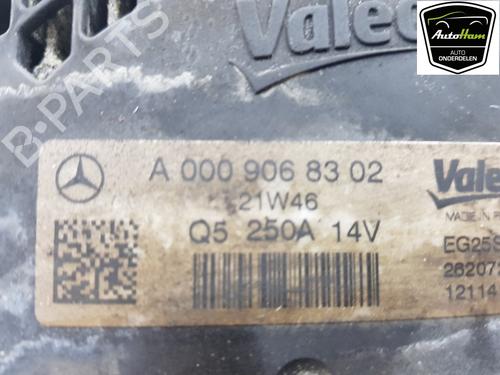 Valeo
AutoHam
AUTO
ONDERDELEN
B-PARTS
A 000 906 83 02
21W46
Q5 250A 14V
Valeo
MADE IN
EG25S
26207
12114